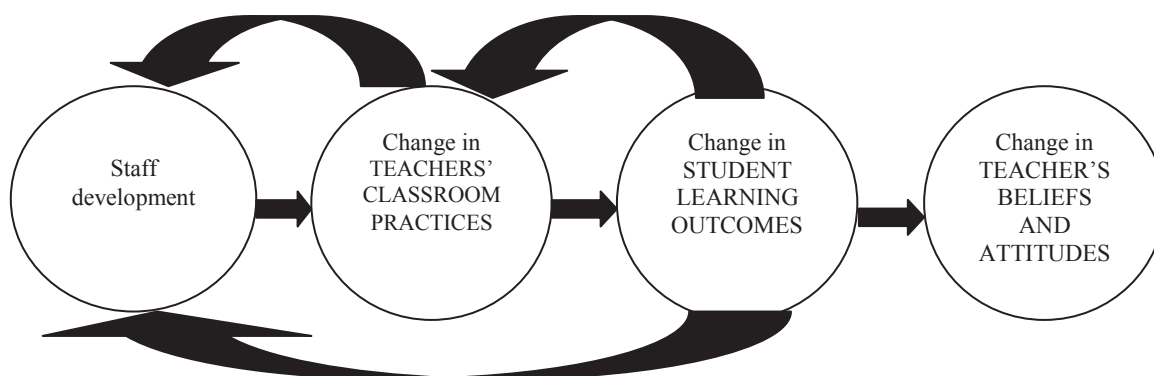 Staff
development
Change in
TEACHERS'
CLASSROOM
PRACTICES
Change in
STUDENT
LEARNING
OUTCOMES
Change in
TEACHER'S
BELIEFS
AND
ATTITUDES